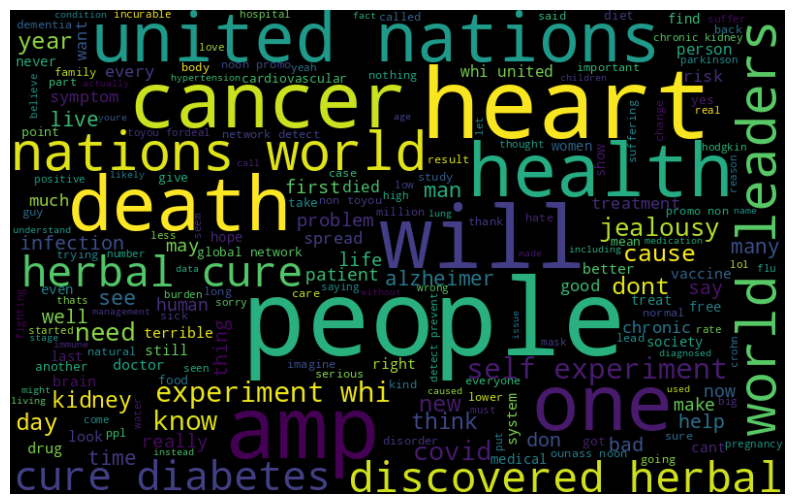 condition incurable hospital fact called diet suffer
dementia united nations said find back chronic kidney
year want love noon promo yeah important person parkinson
never every body hypertension cardiovascular nothing
family part cancer heart children risk
believe actually youre whi united leaders
symptom age let yes real
live toyou fordeal network detect suffering change hodgkin
point call thought women show
nations world result health reason
positive likely give case study
much death first died low man treatment
understand guy take non toyou high mean promo non name
less seem million lung thank hate including medication
infection may problem spread will jealousy
trying number hope cause many
herbal cure global network life saying wrong better vaccine lol flu
even see data patient alzheimer dont say
thats management burden sorry long care without made good treat free normal
fighting well human sick people detect prevent issue chronic
started need terrible thing mask lead society rate
stage natural still imagine right self experiment diagnosed crohn
last another doctor seen serious everyone
immune brain food kind caused lower used now big
might living kidney experiment whi new one make must
day come water know amp think system don put got help pregnancy
drug look ppl really disorder covid bad cant sure
time instead medical ounass noon going
cure diabetes discovered herbal
world